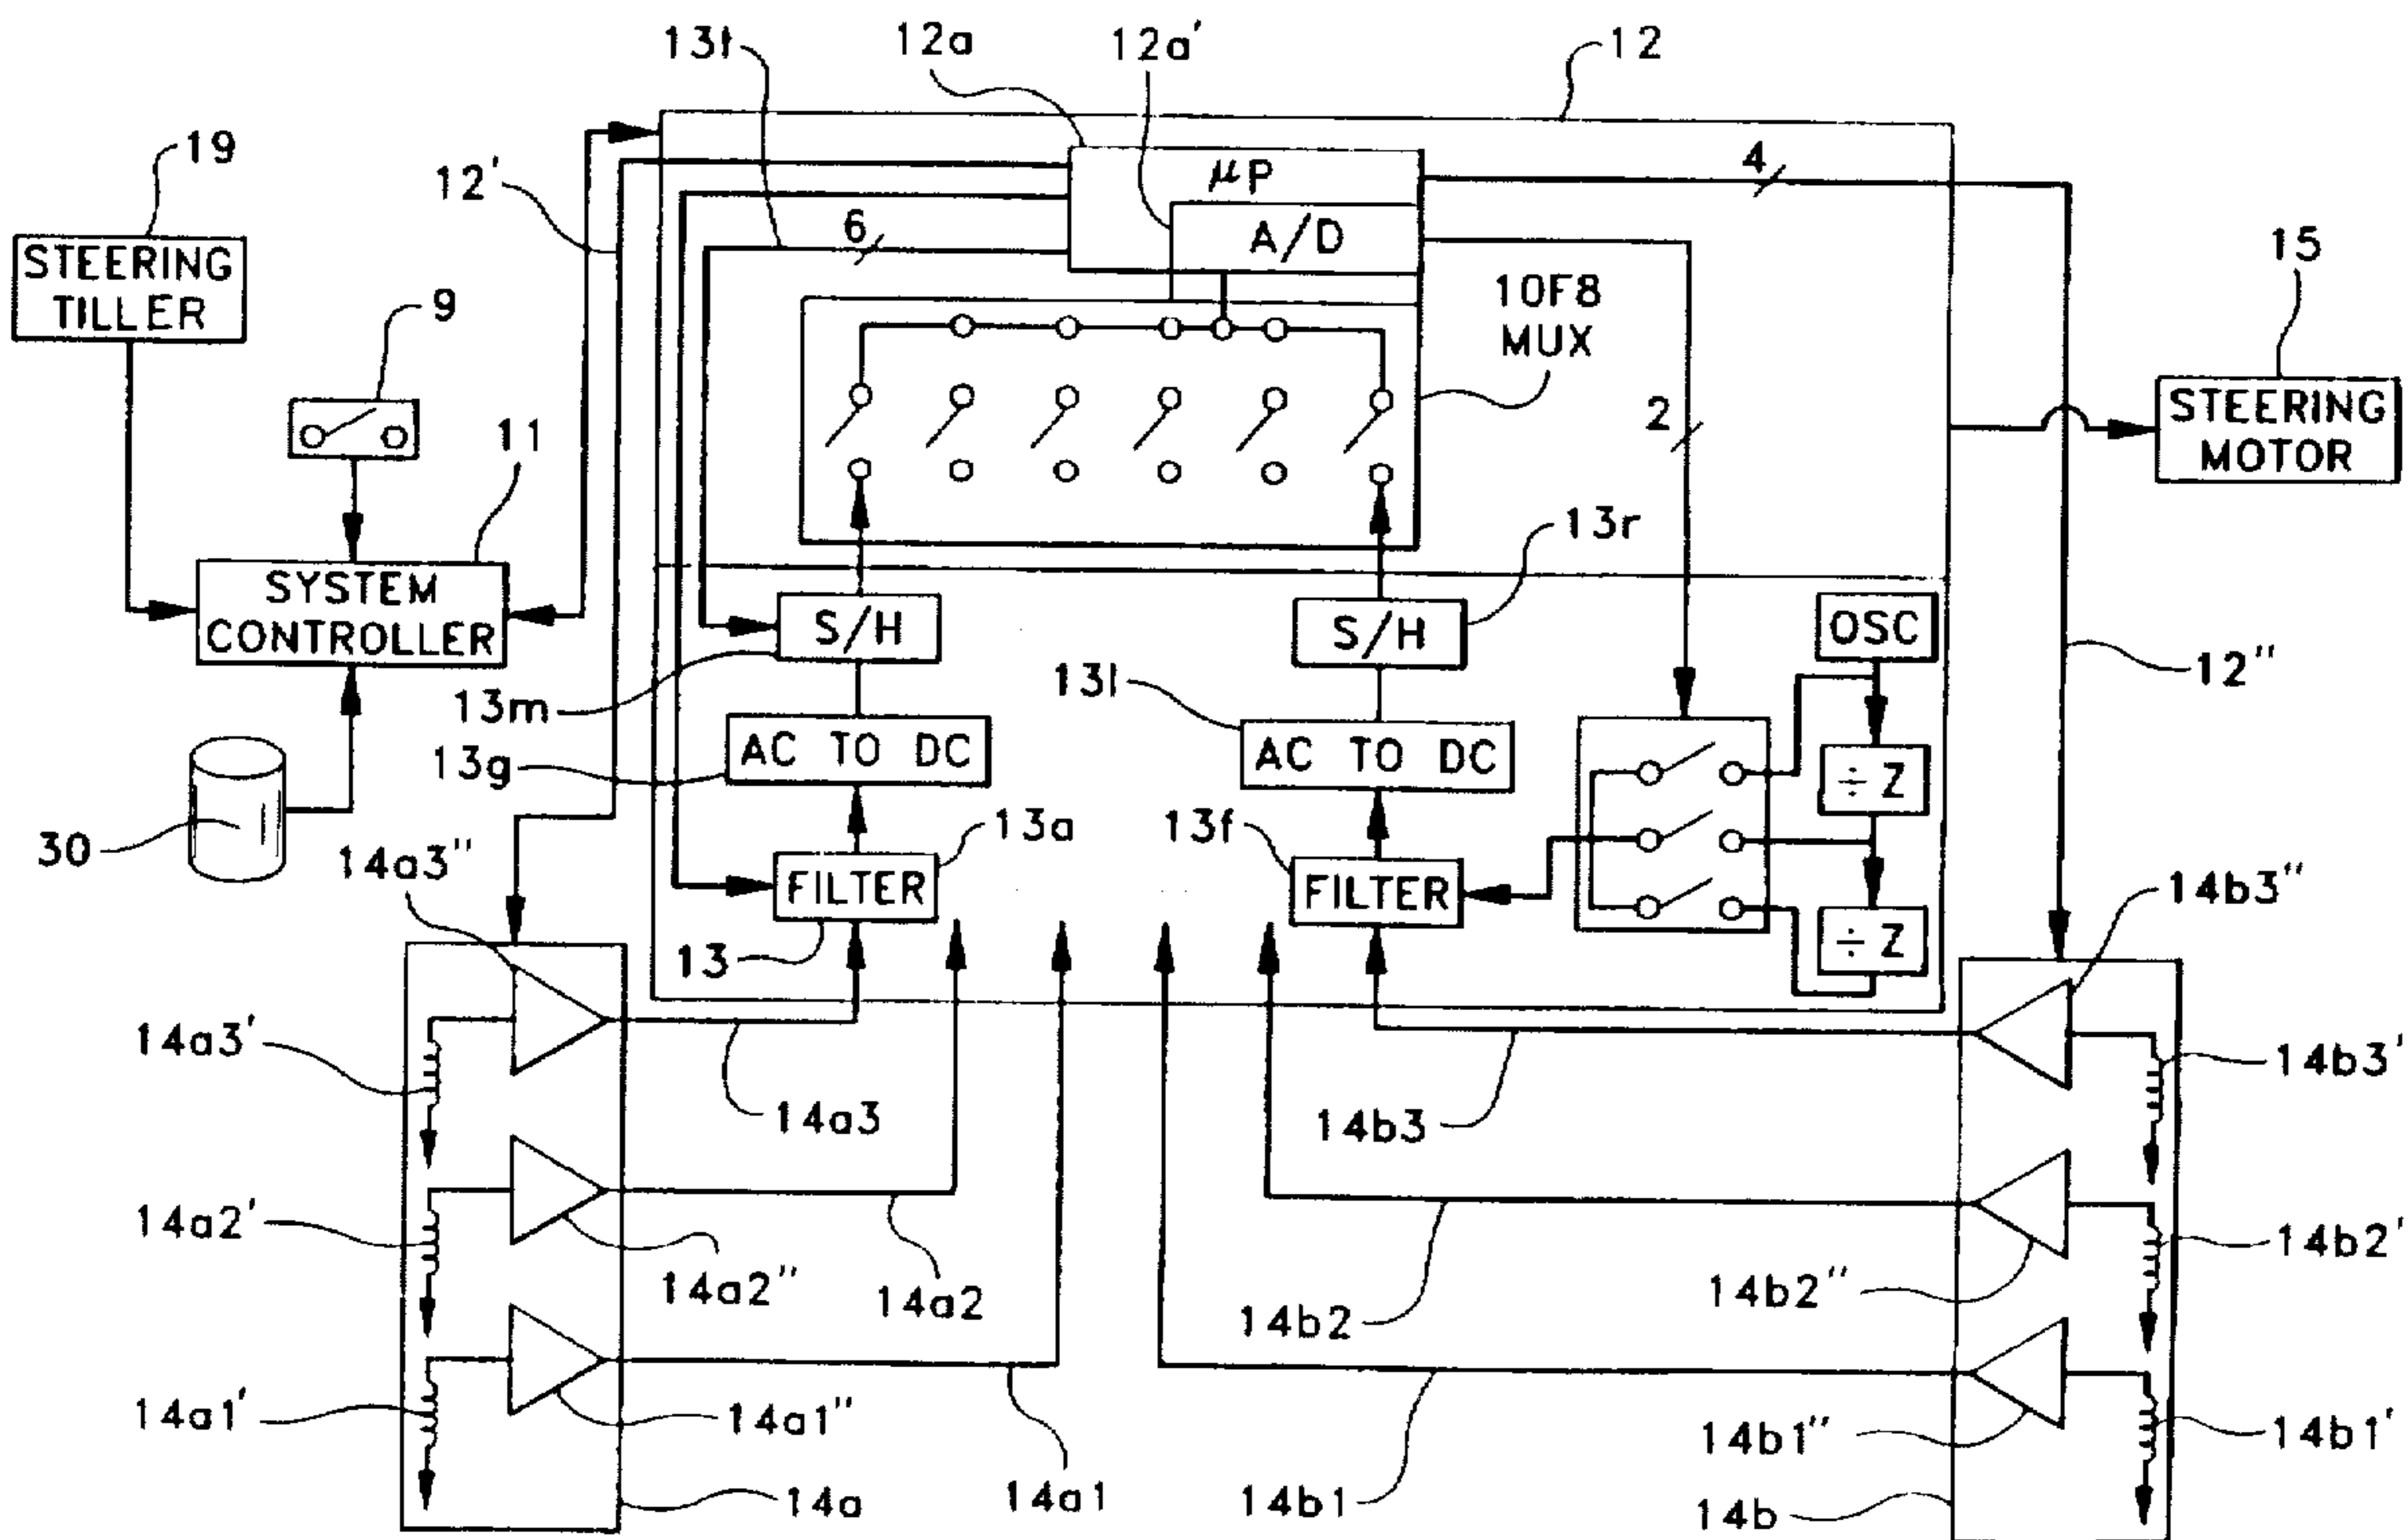 13t
12a
12a'
12
19
12'
μP
4
6
A/D
15
STEERING
TILLER
9
10F8
MUX
11
2
STEERING
MOTOR
13r
SYSTEM
CONTROLLER
S/H
S/H
OSC
12"
13m
13l
13g
AC TO DC
AC TO DC
÷ Z
30
14a3"
13a
13f
FILTER
FILTER
14b3"
13
÷ Z
14a3'
14b3'
14a3
14b3
14a2'
14b2'
14a2"
14a2
14b2
14b2"
14a1'
14a1"
14b1"
14b1'
14a
14a1
14b1
14b